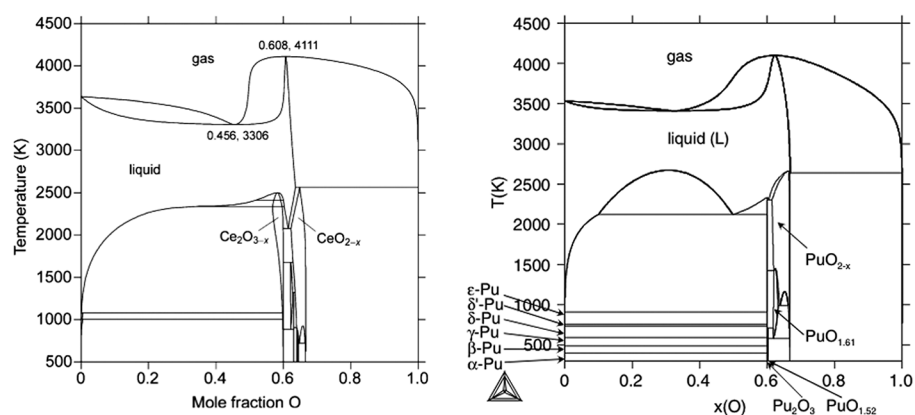 4500
4000
3500
3000
2500
2000
1500
1000
500
Temperature (K)
gas
0.608, 4111
0.456, 3306
liquid
Ce₂O₃₋ₓ
CeO₂₋ₓ
0
0.2
0.4
0.6
0.8
1.0
Mole fraction O
4500
4000
3500
3000
2500
2000
1500
1000
500
T(K)
gas
liquid (L)
PuO₂₋ₓ
PuO₁.₆₁
ε-Pu
δ'-Pu
δ-Pu
γ-Pu
β-Pu
α-Pu
0
0.2
0.4
0.6
0.8
1.0
x(O)
Pu₂O₃
PuO₁.₅₂